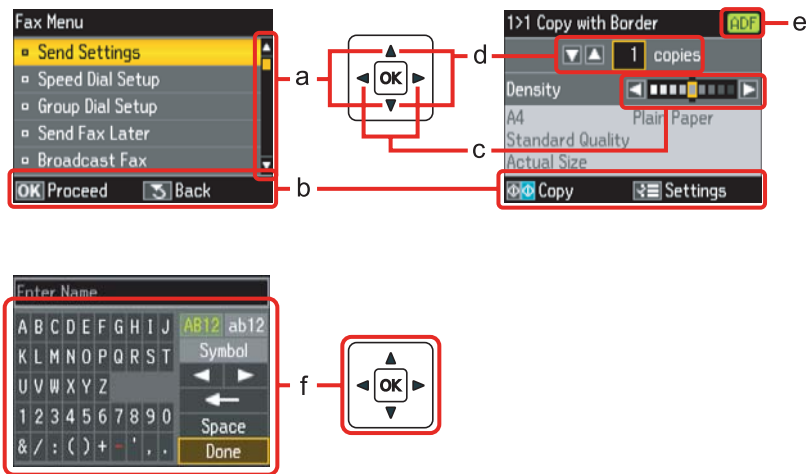 Fax Menu
Send Settings
Speed Dial Setup
Group Dial Setup
Send Fax Later
Broadcast Fax
OK Proceed Back
a
b
OK
d
c
1>1 Copy with Border ADF
e
1 copies
Density
A4 Plain Paper
Standard Quality
Actual Size
Copy Settings
Enter Name
A B C D E F G H I J AB12 ab12
K L M N O P Q R S T Symbol
U V W X Y Z
1 2 3 4 5 6 7 8 9 0 Space
& / : ( ) + - ' , . Done
f
OK